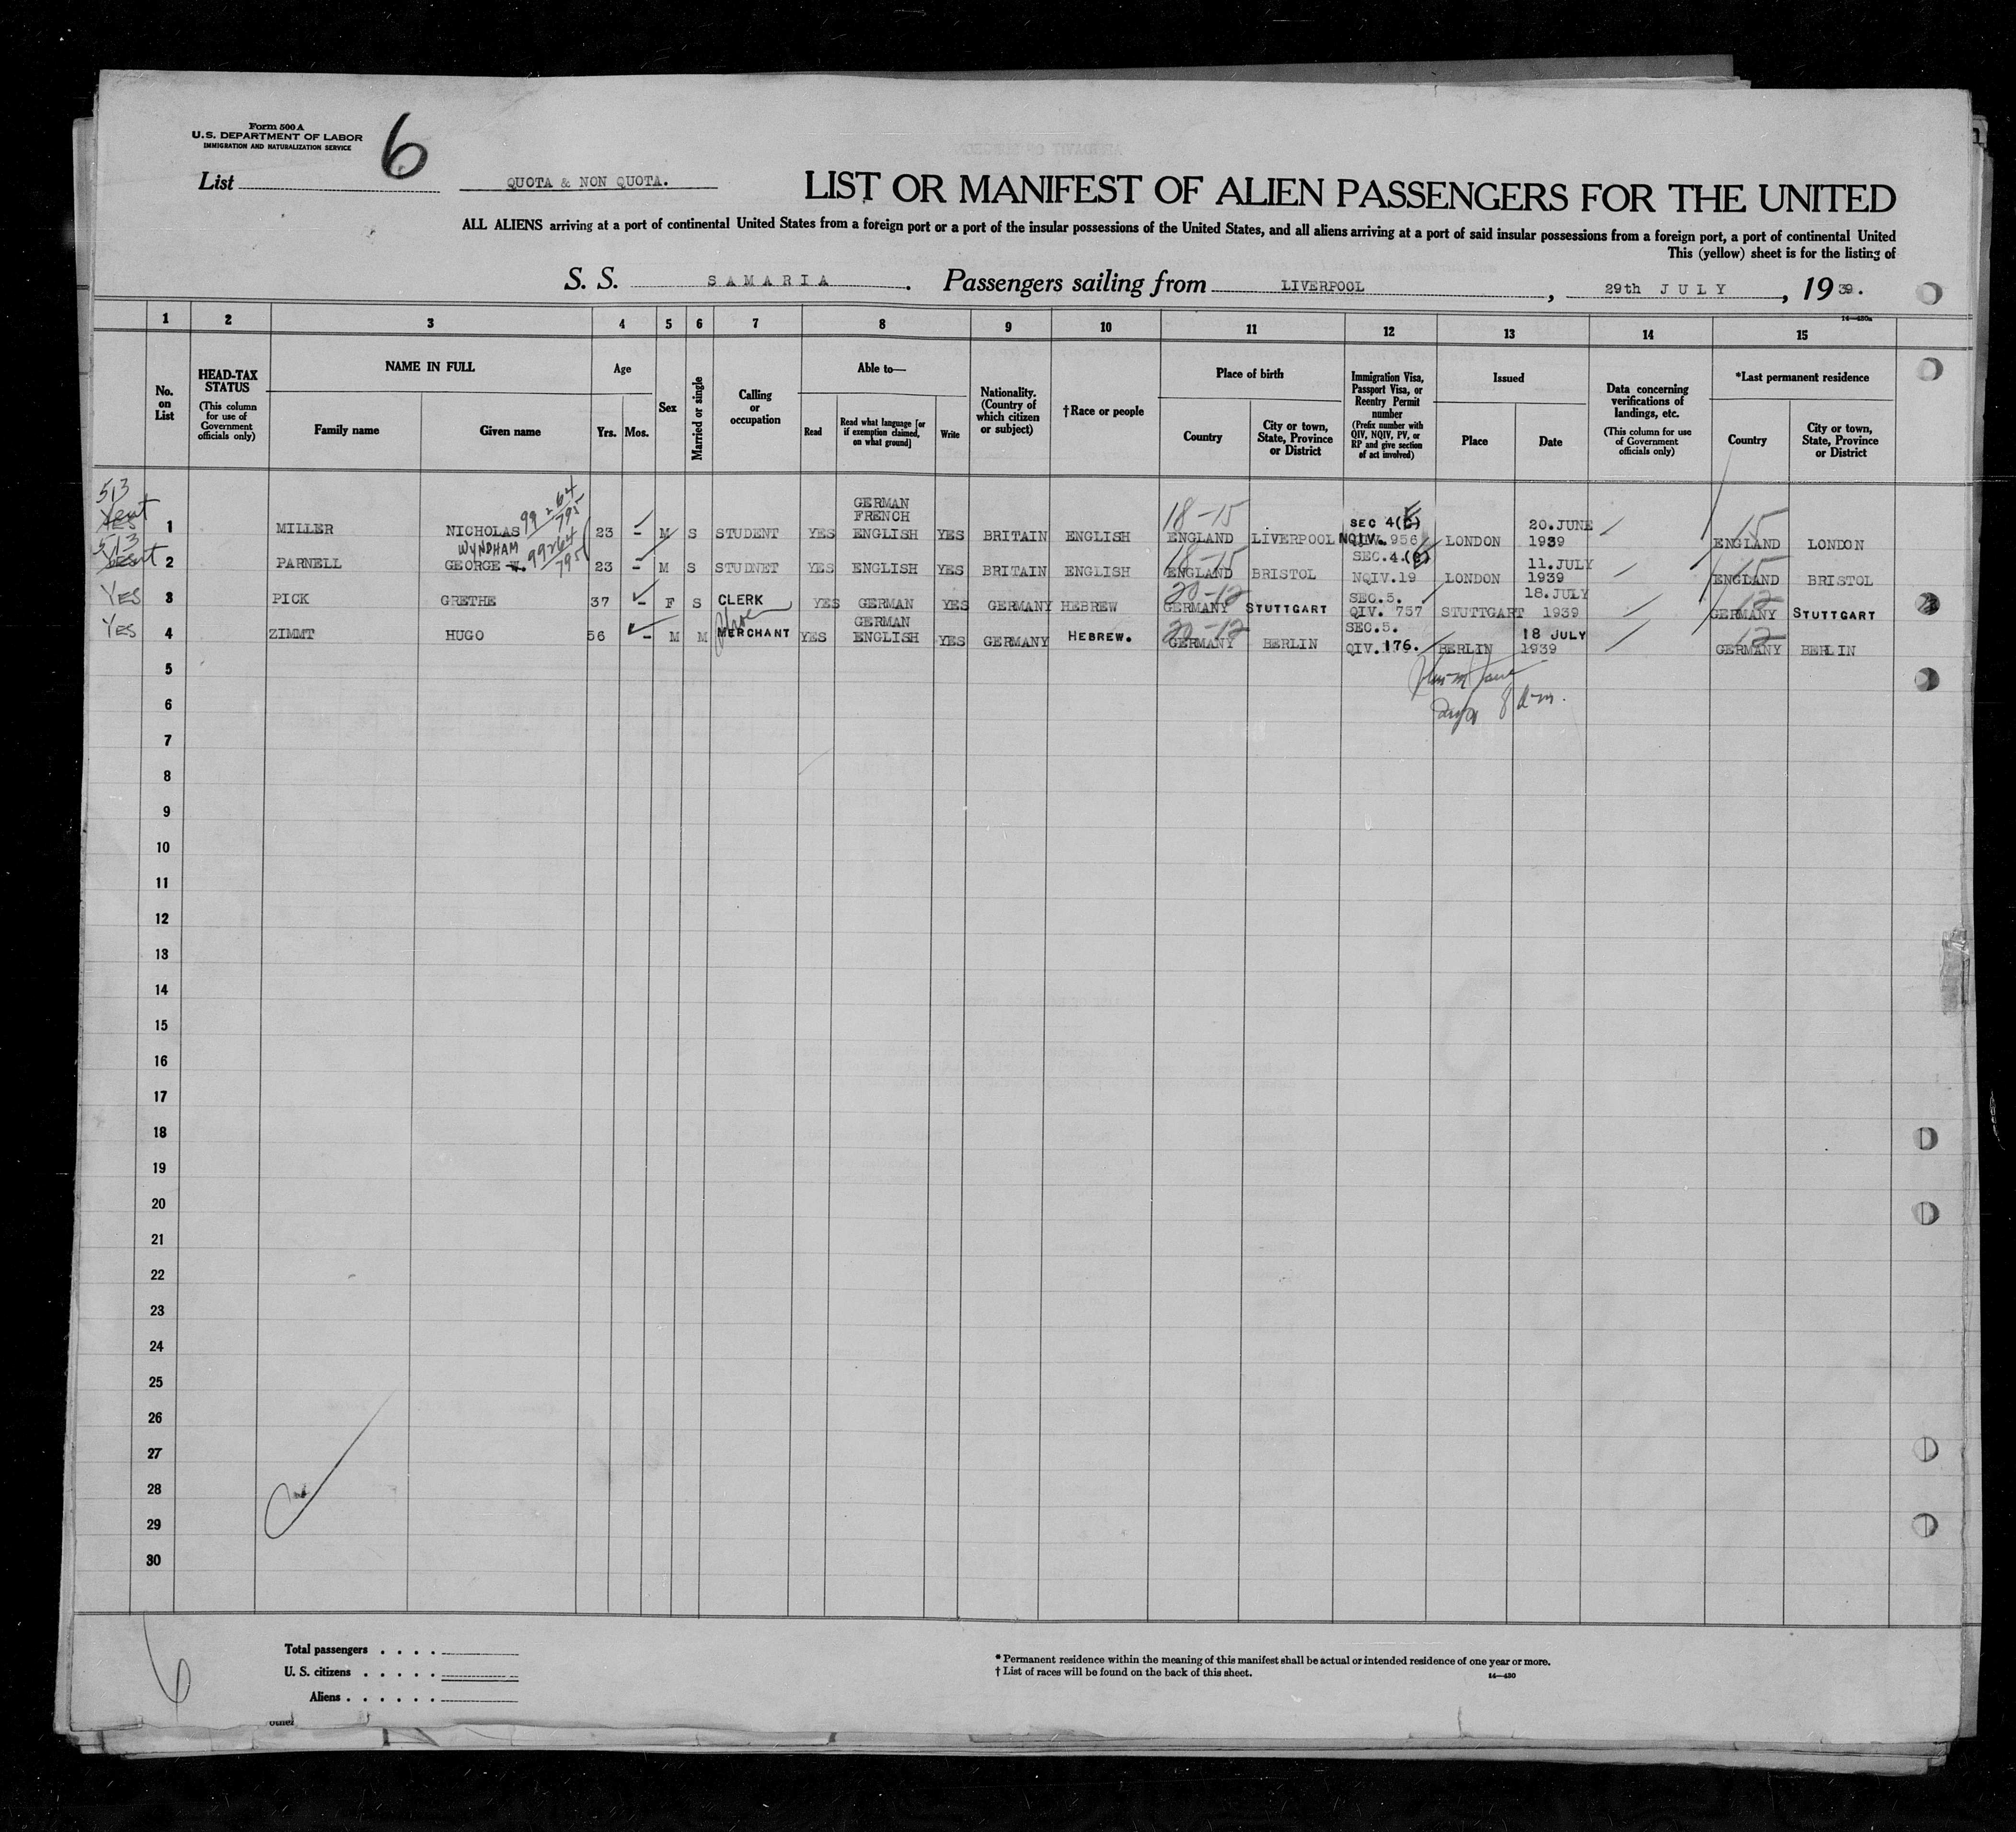 Form 500 A
U.S. DEPARTMENT OF LABOR
IMMIGRATION AND NATURALIZATION SERVICE
6
List
QUOTA & NON QUOTA.
LIST OR MANIFEST OF ALIEN PASSENGERS FOR THE UNITED
ALL ALIENS arriving at a port of continental United States from a foreign port or a port of the insular possessions of the United States, and all aliens arriving at a port of said insular possessions from a foreign port, a port of continental United
This (yellow) sheet is for the listing of
S. S. SAMARIA. Passengers sailing from LIVERPOOL, 29th JULY, 1939.
14—430a
1 2 3 4 5 6 7 8 9 10 11 12 13 14 15
No. on List
HEAD-TAX STATUS
(This column for use of Government officials only)
NAME IN FULL
Family name
Given name
Age
Yrs. Mos.
Sex
Married or single
Calling or occupation
Able to—
Read
Read what language [or if exemption claimed, on what ground]
Write
Nationality. (Country of which citizen or subject)
†Race or people
Place of birth
Country
City or town, State, Province or District
Immigration Visa, Passport Visa, or Reentry Permit number
(Prefix number with QIV, NQIV, PV, or RP and give section of act involved)
Issued
Place
Date
Data concerning verifications of landings, etc.
(This column for use of Government officials only)
*Last permanent residence
Country
City or town, State, Province or District
513 YES 1 MILLER NICHOLAS 99264/795 23 - M S STUDENT YES GERMAN FRENCH ENGLISH YES BRITAIN ENGLISH 18-15 ENGLAND LIVERPOOL SEC 4(E) NQIV. 956 LONDON 20.JUNE 1939 15 ENGLAND LONDON
513 YES 2 PARNELL WYNDHAM GEORGE W. 99264/795 23 - M S STUDNET YES ENGLISH YES BRITAIN ENGLISH 18-15 ENGLAND BRISTOL SEC.4.(E) NQIV.19 LONDON 11.JULY 1939 15 ENGLAND BRISTOL
YES 3 PICK GRETHE 37 - F S CLERK YES GERMAN YES GERMANY HEBREW 20-12 GERMANY STUTTGART SEC.5. QIV. 757 STUTTGART 18.JULY 1939 12 GERMANY STUTTGART
YES 4 ZIMMT HUGO 56 - M M MERCHANT YES GERMAN ENGLISH YES GERMANY HEBREW. 20-12 GERMANY BERLIN SEC.5. QIV.176. BERLIN 18 JULY 1939 12 GERMANY BERLIN
5
6
7
8
9
10
11
12
13
14
15
16
17
18
19
20
21
22
23
24
25
26
27
28
29
30
6
Total passengers . . . .
U. S. citizens . . . . .
Aliens . . . . . .
* Permanent residence within the meaning of this manifest shall be actual or intended residence of one year or more.
† List of races will be found on the back of this sheet.
14—430
other